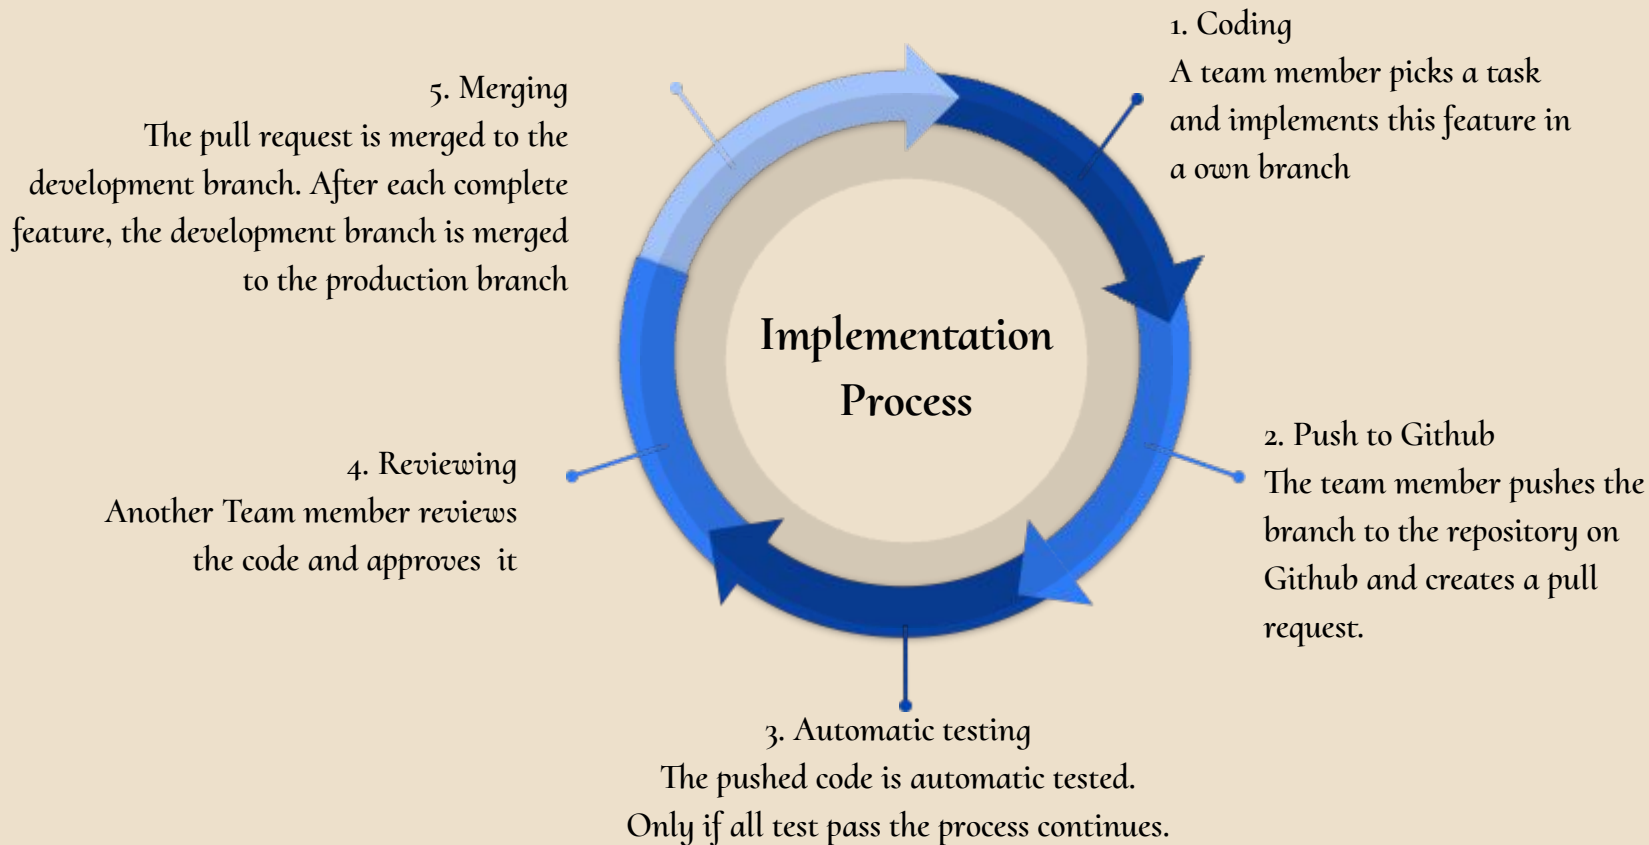 1. Coding
A team member picks a task
and implements this feature in
a own branch
2. Push to Github
The team member pushes the
branch to the repository on
Github and creates a pull
request.
3. Automatic testing
The pushed code is automatic tested.
Only if all test pass the process continues.
4. Reviewing
Another Team member reviews
the code and approves  it
5. Merging
The pull request is merged to the
development branch. After each complete
feature, the development branch is merged
to the production branch
Implementation
Process